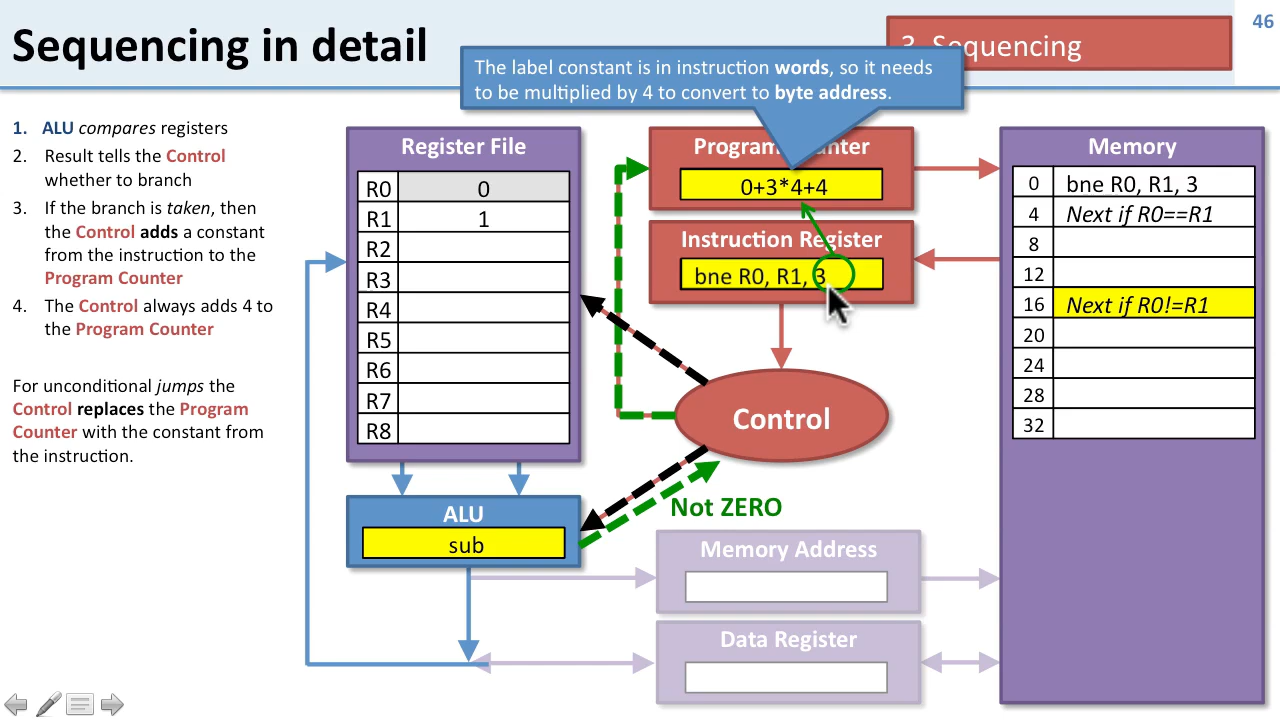 Sequencing in detail
3. Sequencing
46
The label constant is in instruction words, so it needs
to be multiplied by 4 to convert to byte address.
1. ALU compares registers
2. Result tells the Control
whether to branch
3. If the branch is taken, then
the Control adds a constant
from the instruction to the
Program Counter
4. The Control always adds 4 to
the Program Counter
For unconditional jumps the
Control replaces the Program
Counter with the constant from
the instruction.
Register File
R0 0
R1 1
R2
R3
R4
R5
R6
R7
R8
ALU
sub
Program Counter
0+3*4+4
Instruction Register
bne R0, R1, 3
Control
Not ZERO
Memory Address
Data Register
Memory
0 bne R0, R1, 3
4 Next if R0==R1
8
12
16 Next if R0!=R1
20
24
28
32